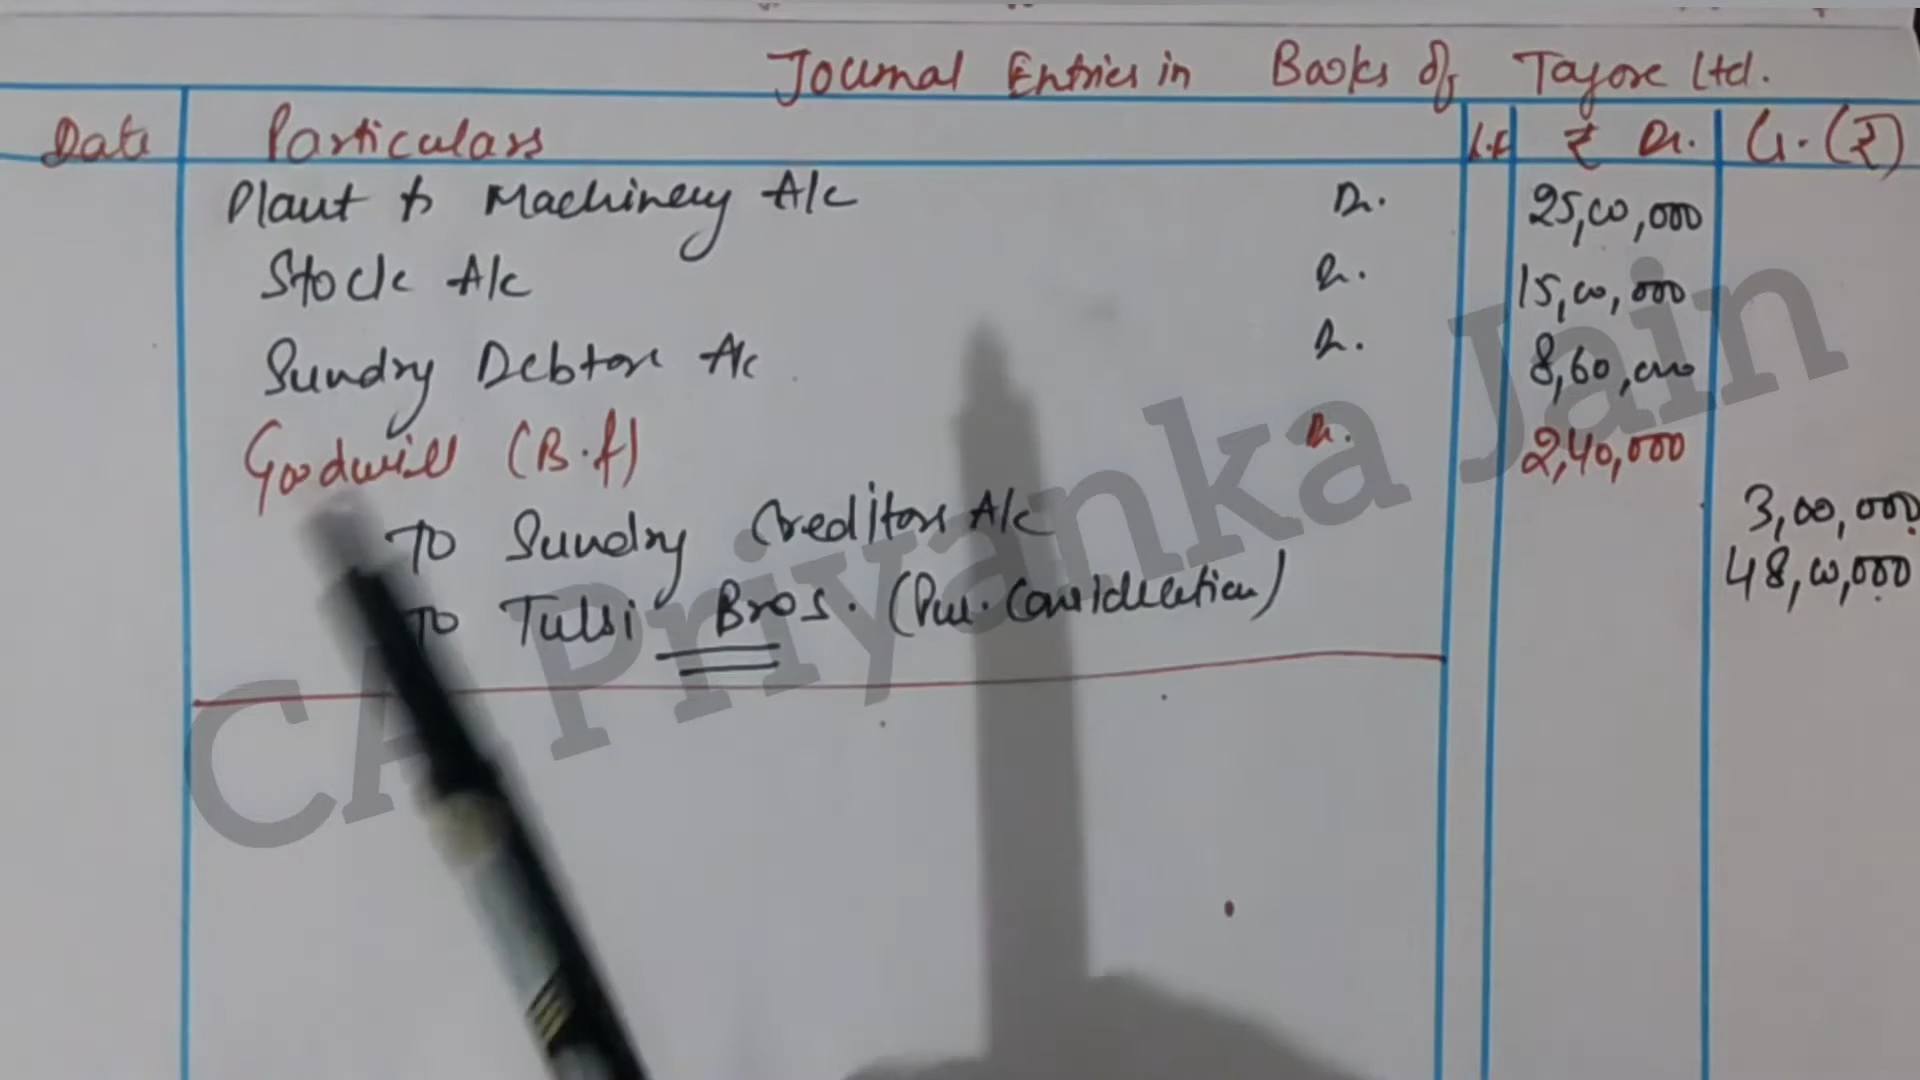 Journal Entries in Books of Tagore Ltd.
Date Particulars L.F ₹ Dr. Cr. (₹)
Plant & Machinery A/c Dr. 25,00,000
Stock A/c Dr. 15,00,000
Sundry Debtors A/c Dr. 8,60,000
Goodwill (B.f) Dr. 2,40,000
To Sundry Creditors A/c 3,00,000
To Tulsi Bros. (Pur. Consideration) 48,00,000
CA Priyanka Jain